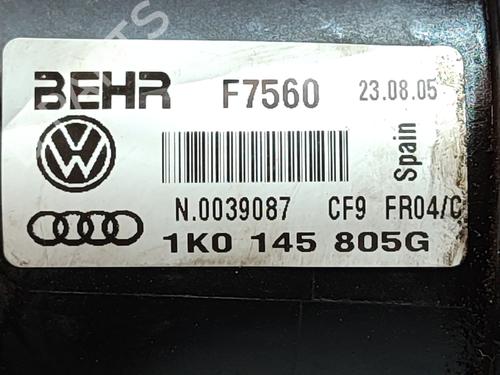 BEHR F7560 23.08.05
Spain
N.0039087 CF9 FR04/C
1K0 145 805G